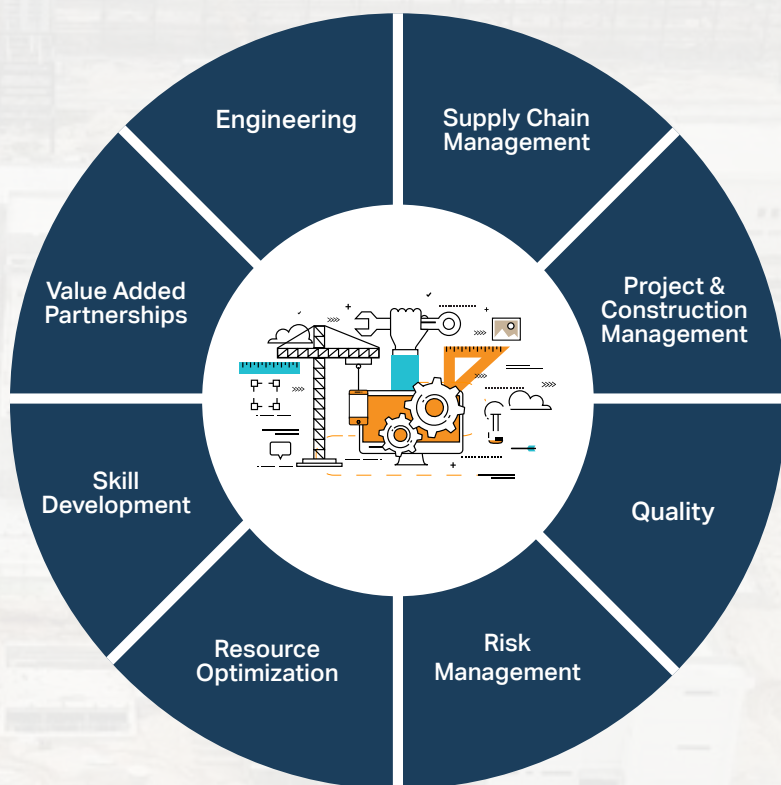 Engineering
Supply Chain
Management
Project &
Construction
Management
Quality
Risk
Management
Resource
Optimization
Skill
Development
Value Added
Partnerships